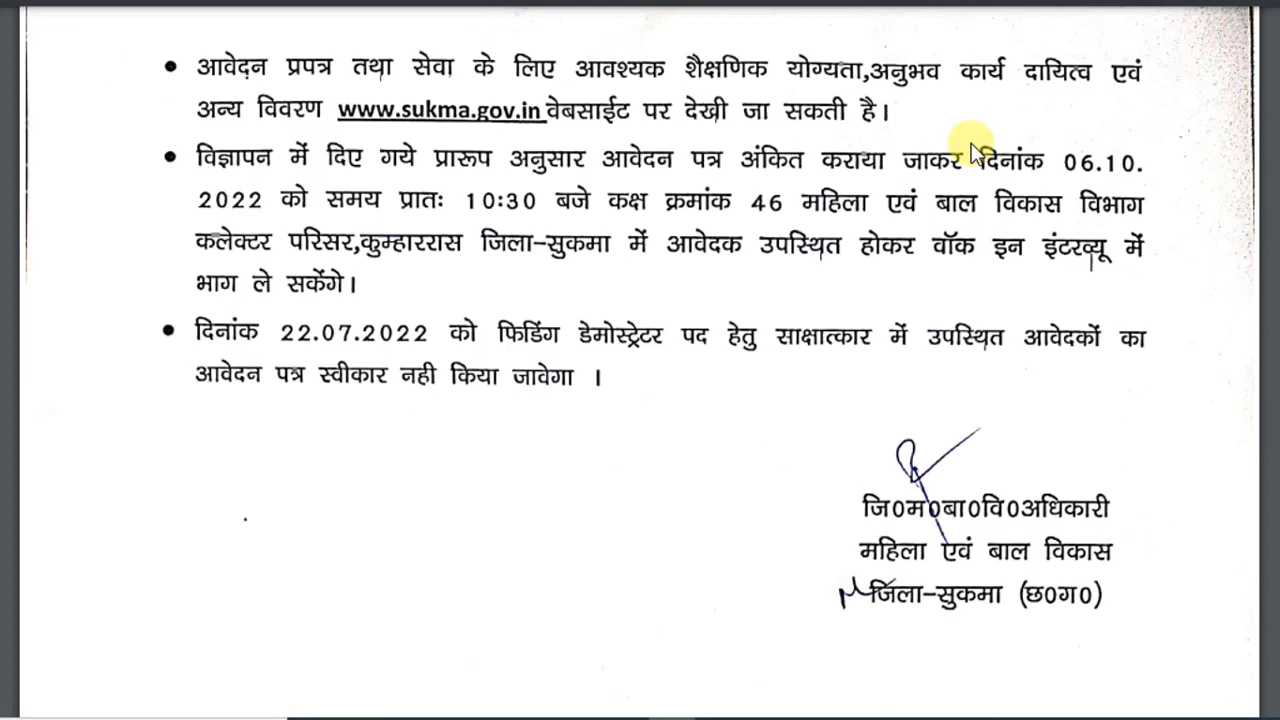 • आवेदन प्रपत्र तथा सेवा के लिए आवश्यक शैक्षणिक योग्यता,अनुभव कार्य दायित्व एवं
अन्य विवरण www.sukma.gov.in वेबसाईट पर देखी जा सकती है।
• विज्ञापन में दिए गये प्रारूप अनुसार आवेदन पत्र अंकित कराया जाकर दिनांक 06.10.
2022 को समय प्रातः 10:30 बजे कक्ष क्रमांक 46 महिला एवं बाल विकास विभाग
कलेक्टर परिसर,कुम्हाररास जिला-सुकमा में आवेदक उपस्थित होकर वॉक इन इंटरव्यू में
भाग ले सकेंगे।
• दिनांक 22.07.2022 को फिडिंग डेमोस्ट्रेटर पद हेतु साक्षात्कार में उपस्थित आवेदकों का
आवेदन पत्र स्वीकार नही किया जावेगा ।
जि0म0बा0वि0अधिकारी
महिला एवं बाल विकास
जिला-सुकमा (छ0ग0)